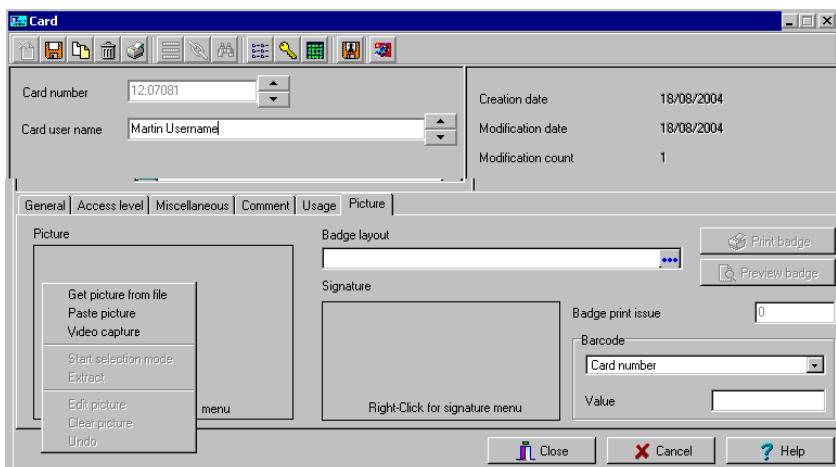 Card
Card number
12:07081
Card user name
Martin Username
Creation date 18/08/2004
Modification date 18/08/2004
Modification count 1
General Access level Miscellaneous Comment Usage Picture
Picture
Get picture from file
Paste picture
Video capture
Start selection mode
Extract
Edit picture
Clear picture
Undo
menu
Badge layout
Signature
Right-Click for signature menu
Print badge
Preview badge
Badge print issue 0
Barcode
Card number
Value
Close Cancel Help